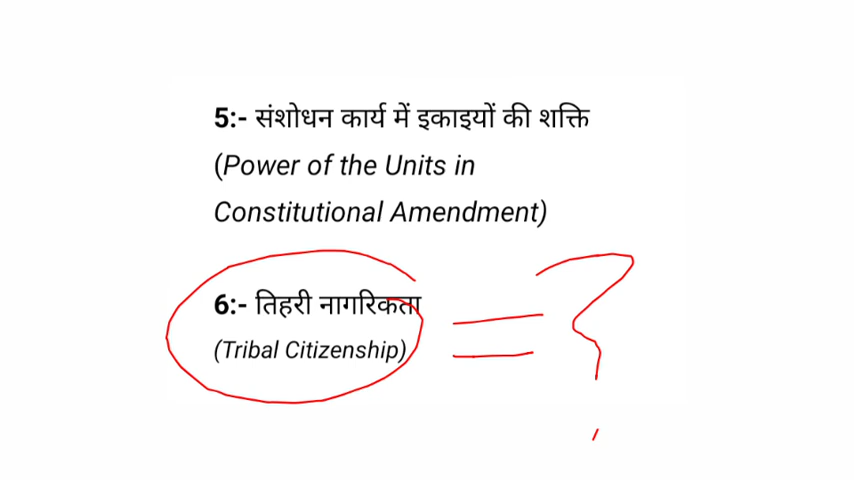 5:- संशोधन कार्य में इकाइयों की शक्ति
(Power of the Units in
Constitutional Amendment)
6:- तिहरी नागरिकता
(Tribal Citizenship)
= ?